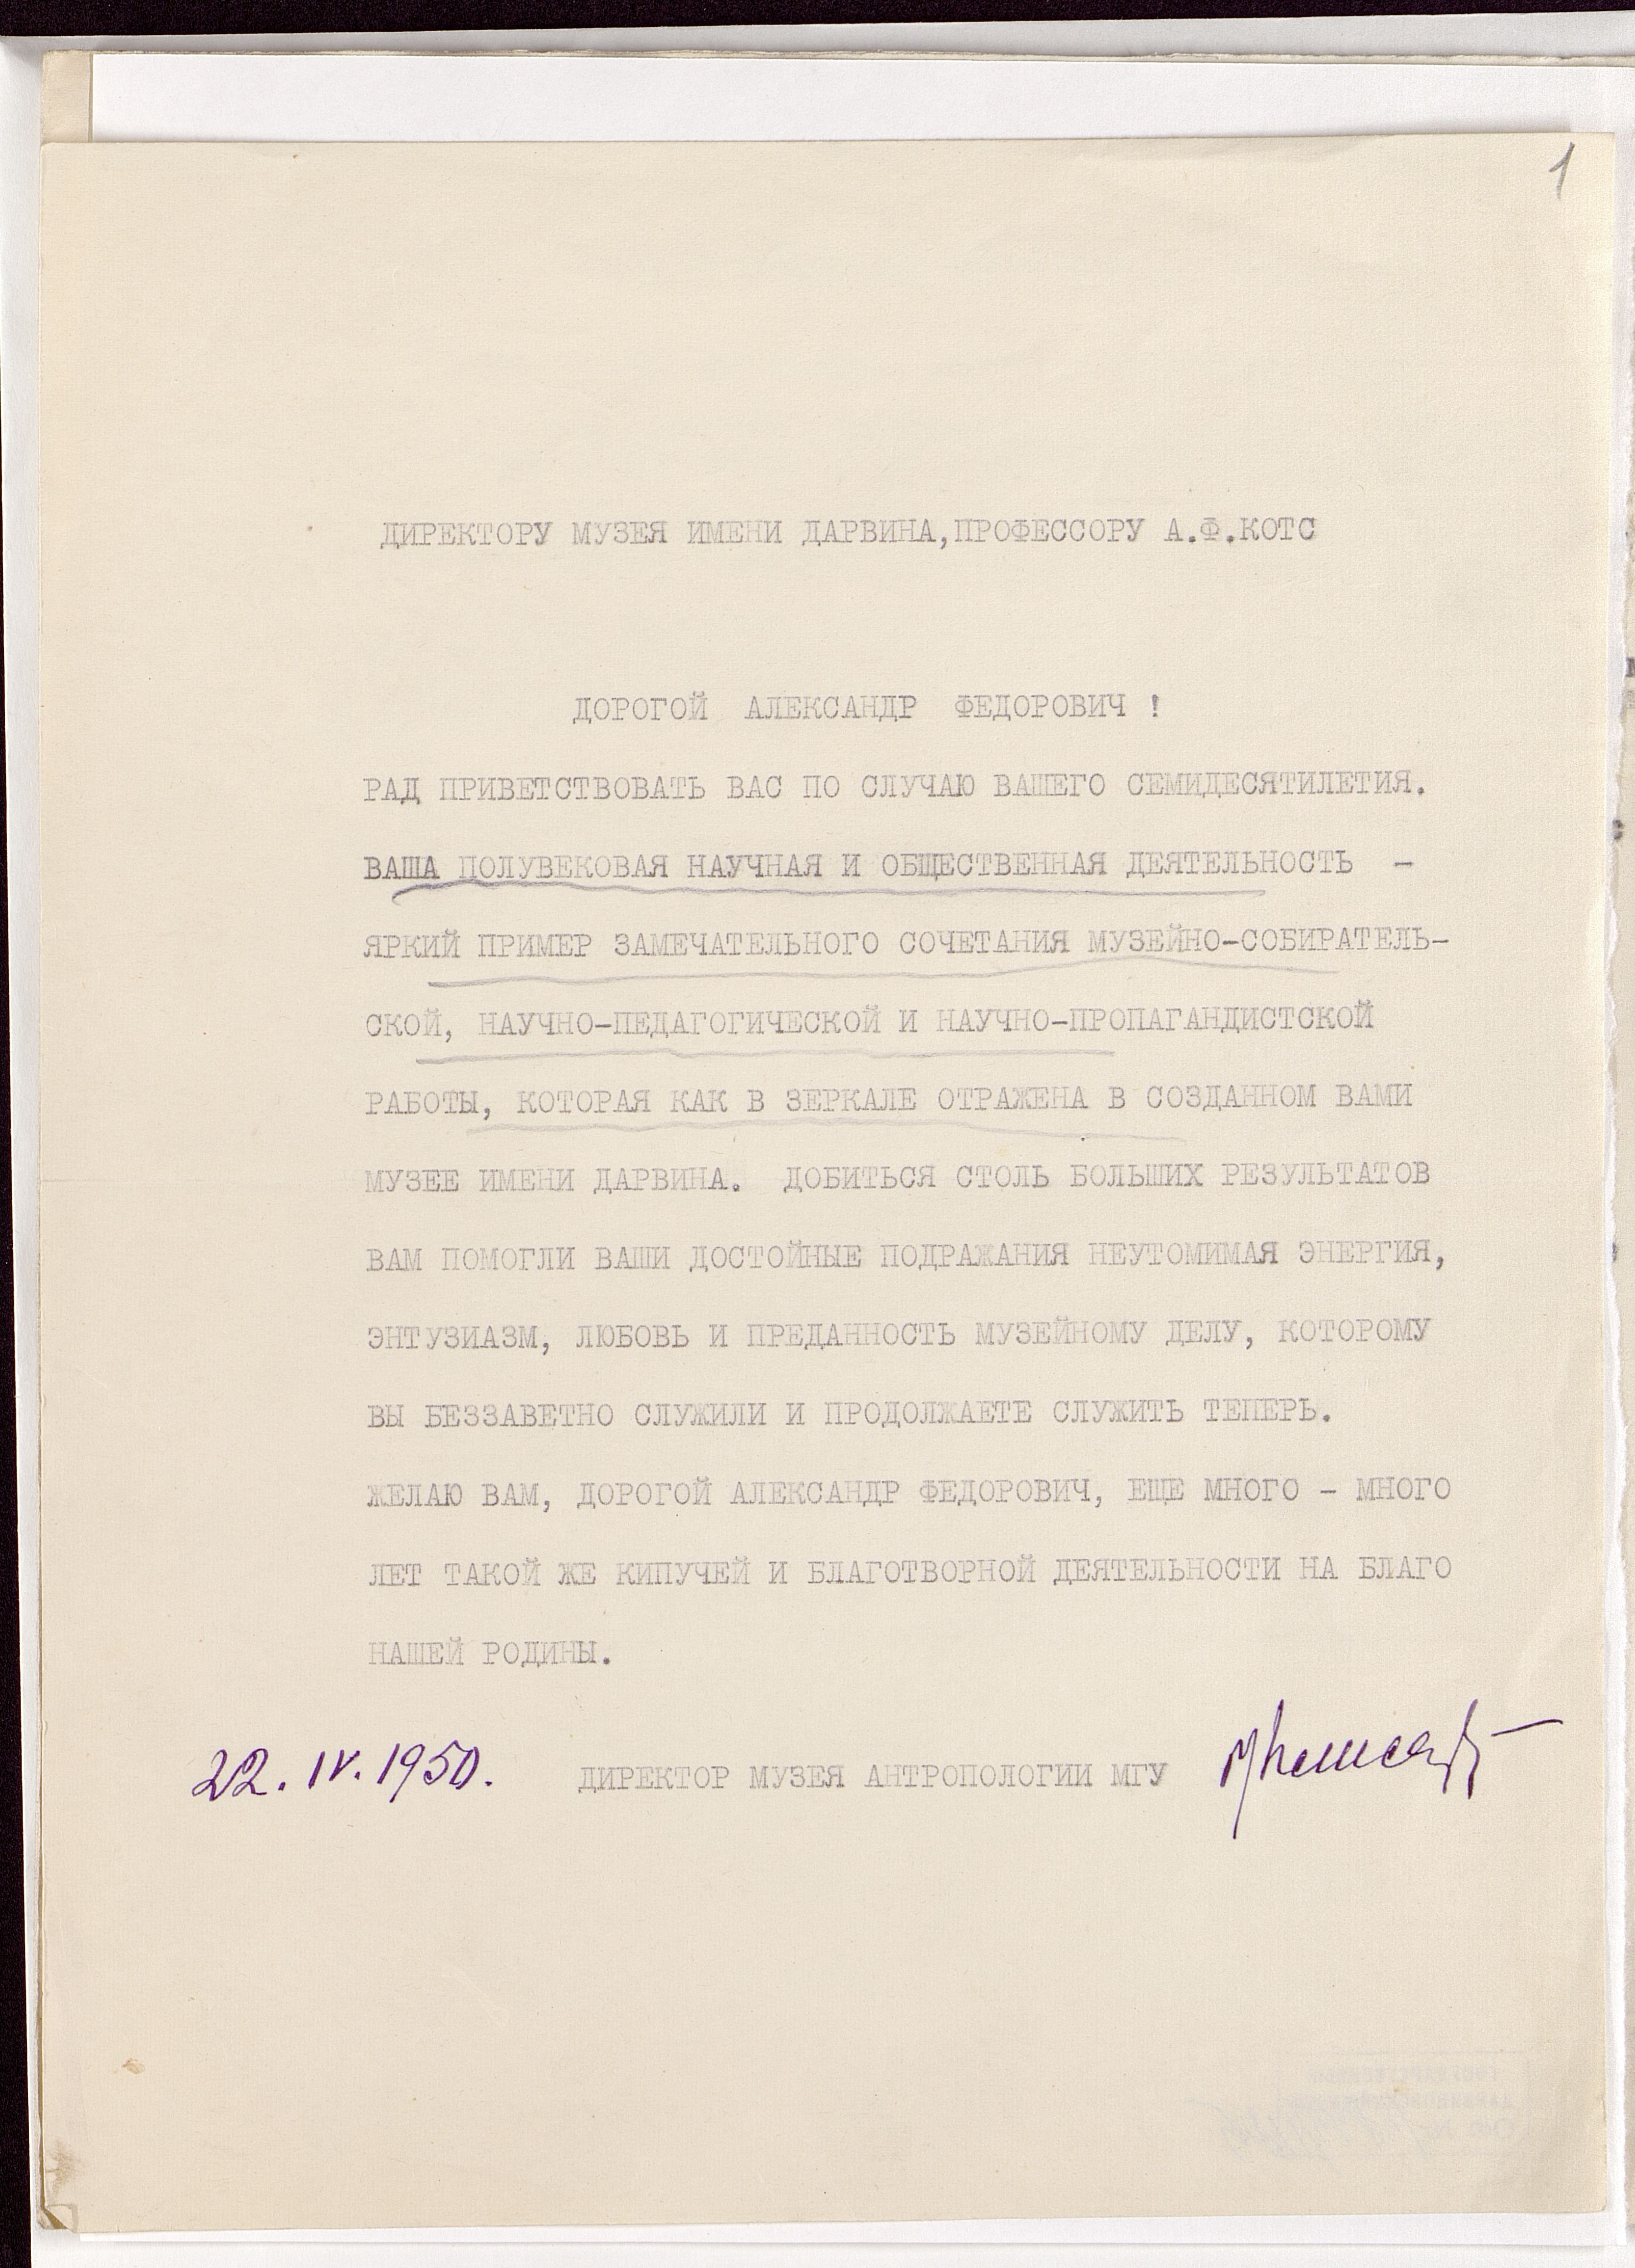 1
ДИРЕКТОРУ МУЗЕЯ ИМЕНИ ДАРВИНА, ПРОФЕССОРУ А.Ф.КОТС
ДОРОГОЙ АЛЕКСАНДР ФЕДОРОВИЧ !
РАД ПРИВЕТСТВОВАТЬ ВАС ПО СЛУЧАЮ ВАШЕГО СЕМИДЕСЯТИЛЕТИЯ.
ВАША ПОЛУВЕКОВАЯ НАУЧНАЯ И ОБЩЕСТВЕННАЯ ДЕЯТЕЛЬНОСТЬ –
ЯРКИЙ ПРИМЕР ЗАМЕЧАТЕЛЬНОГО СОЧЕТАНИЯ МУЗЕЙНО-СОБИРАТЕЛЬ-
СКОЙ, НАУЧНО-ПЕДАГОГИЧЕСКОЙ И НАУЧНО-ПРОПАГАНДИСТСКОЙ
РАБОТЫ, КОТОРАЯ КАК В ЗЕРКАЛЕ ОТРАЖЕНА В СОЗДАННОМ ВАМИ
МУЗЕЕ ИМЕНИ ДАРВИНА. ДОБИТЬСЯ СТОЛЬ БОЛЬШИХ РЕЗУЛЬТАТОВ
ВАМ ПОМОГЛИ ВАШИ ДОСТОЙНЫЕ ПОДРАЖАНИЯ НЕУТОМИМАЯ ЭНЕРГИЯ,
ЭНТУЗИАЗМ, ЛЮБОВЬ И ПРЕДАННОСТЬ МУЗЕЙНОМУ ДЕЛУ, КОТОРОМУ
ВЫ БЕЗЗАВЕТНО СЛУЖИЛИ И ПРОДОЛЖАЕТЕ СЛУЖИТЬ ТЕПЕРЬ.
ЖЕЛАЮ ВАМ, ДОРОГОЙ АЛЕКСАНДР ФЕДОРОВИЧ, ЕЩЕ МНОГО – МНОГО
ЛЕТ ТАКОЙ ЖЕ КИПУЧЕЙ И БЛАГОТВОРНОЙ ДЕЯТЕЛЬНОСТИ НА БЛАГО
НАШЕЙ РОДИНЫ.
22. IV. 1950. ДИРЕКТОР МУЗЕЯ АНТРОПОЛОГИИ МГУ